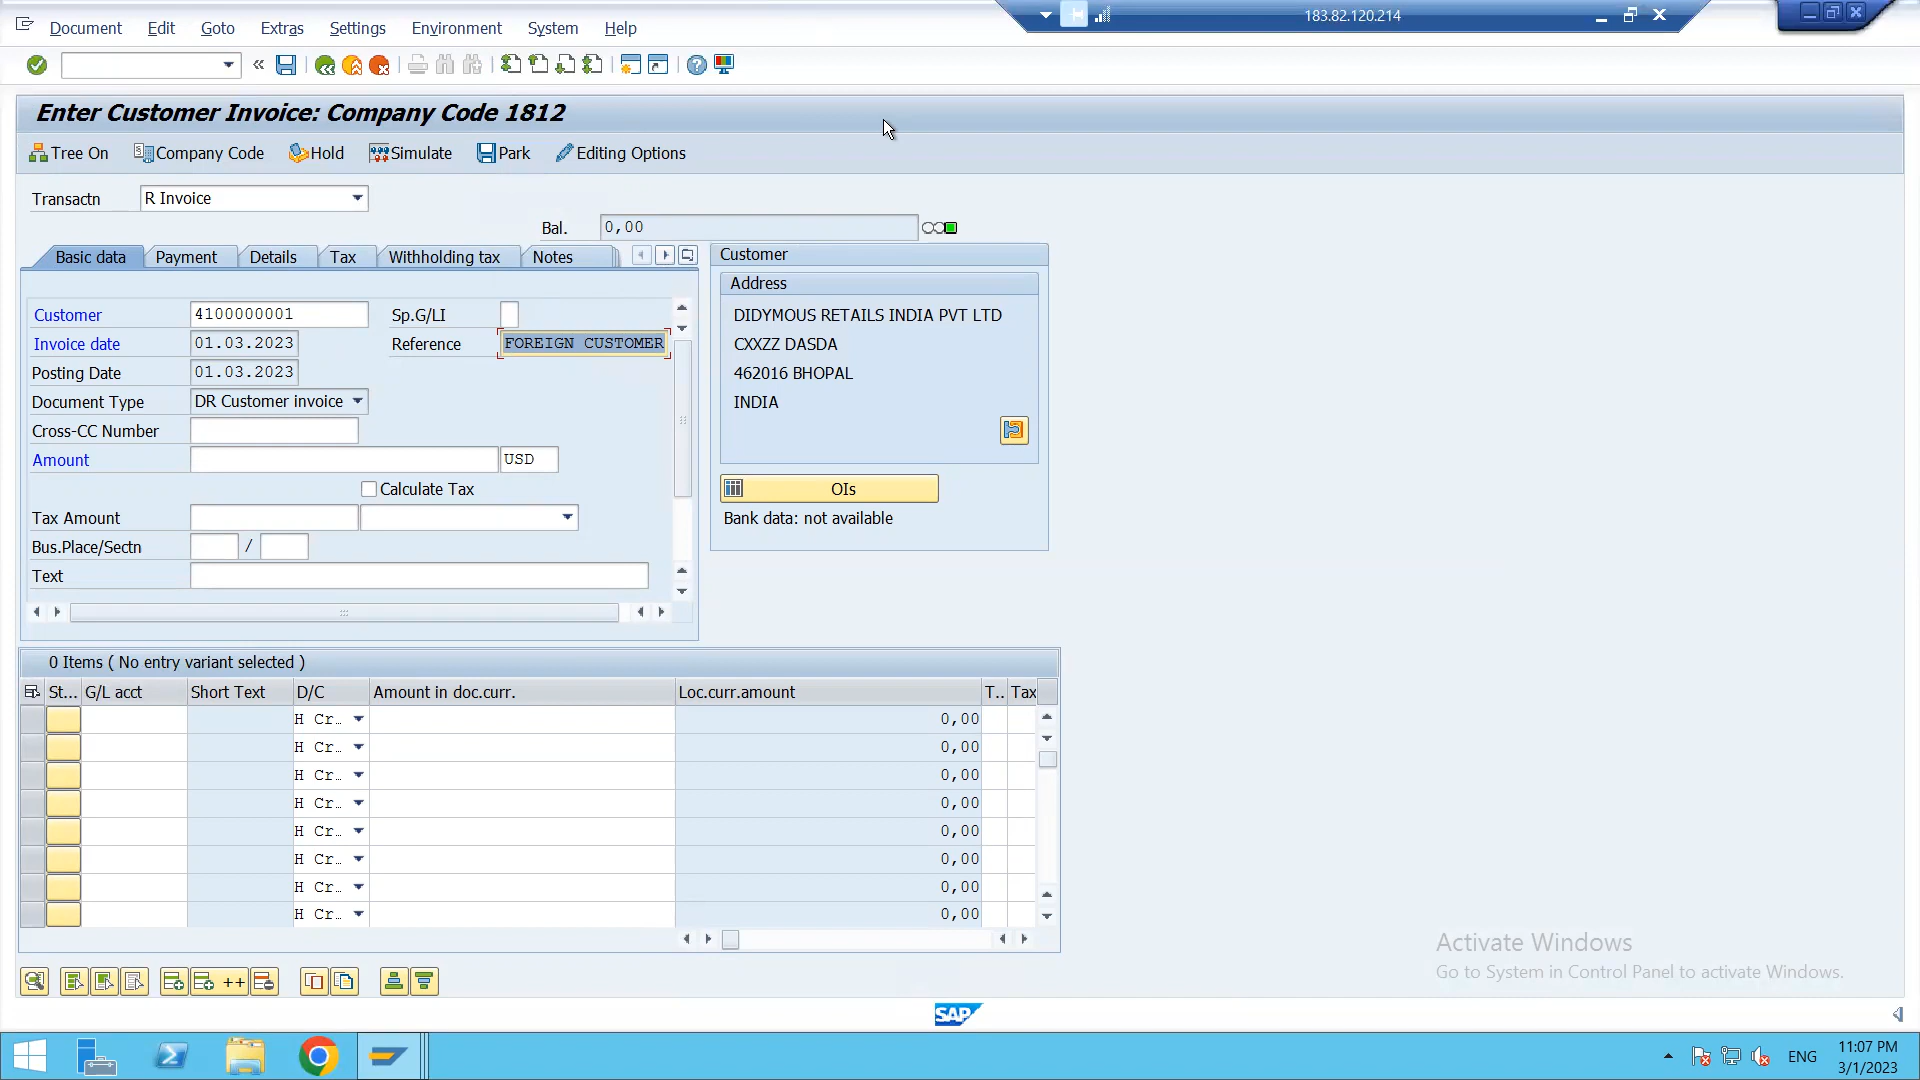 183.82.120.214
Document Edit Goto Extras Settings Environment System Help
Enter Customer Invoice: Company Code 1812
Tree On Company Code Hold Simulate Park Editing Options
Transactn R Invoice
Bal. 0,00
Basic data Payment Details Tax Withholding tax Notes
Customer 4100000001 Sp.G/LI
Invoice date 01.03.2023 Reference FOREIGN CUSTOMER
Posting Date 01.03.2023
Document Type DR Customer invoice
Cross-CC Number
Amount USD
Calculate Tax
Tax Amount
Bus.Place/Sectn /
Text
Customer
Address
DIDYMOUS RETAILS INDIA PVT LTD
CXXZZ DASDA
462016 BHOPAL
INDIA
OIs
Bank data: not available
0 Items ( No entry variant selected )
St... G/L acct Short Text D/C Amount in doc.curr. Loc.curr.amount T.. Tax
H Cr… 0,00
H Cr… 0,00
H Cr… 0,00
H Cr… 0,00
H Cr… 0,00
H Cr… 0,00
H Cr… 0,00
H Cr… 0,00
Activate Windows
Go to System in Control Panel to activate Windows.
SAP
ENG
11:07 PM
3/1/2023